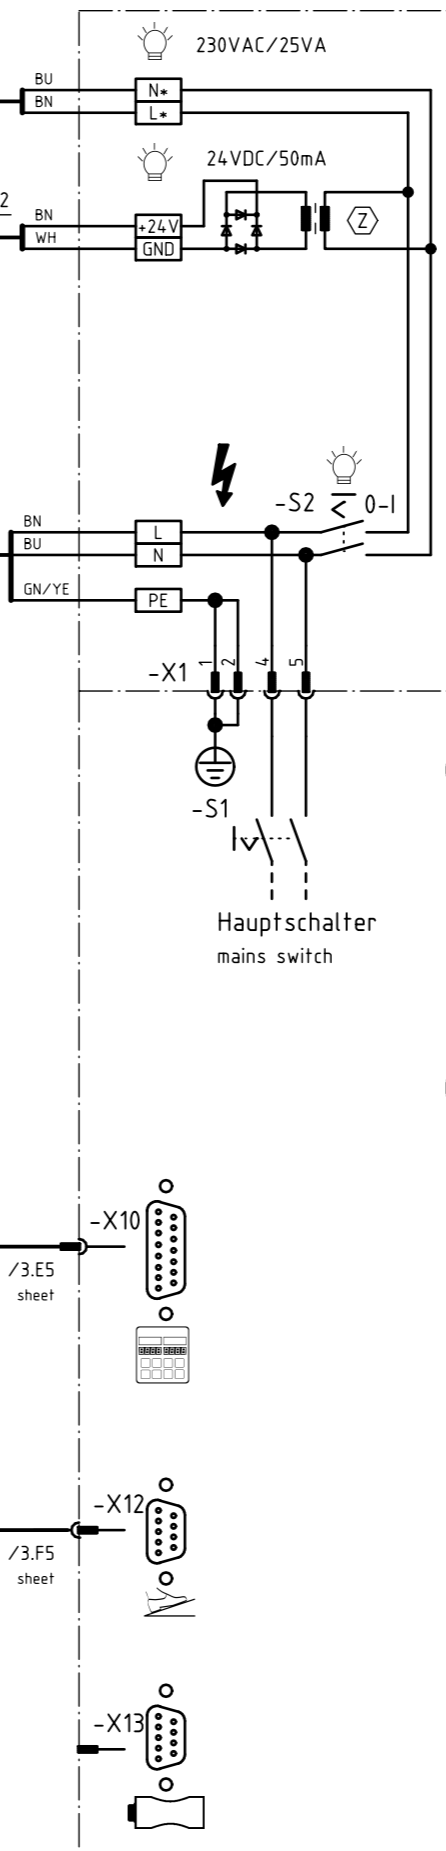 230VAC/25VA
BU
N*
BN
L*
24VDC/50mA
2
BN
+24V
WH
GND
Z
-S2
0-I
BN
L
BU
N
GN/YE
PE
-X1
1
2
4
5
-S1
Hauptschalter
mains switch
-X10
/3.E5
sheet
-X12
/3.F5
sheet
-X13